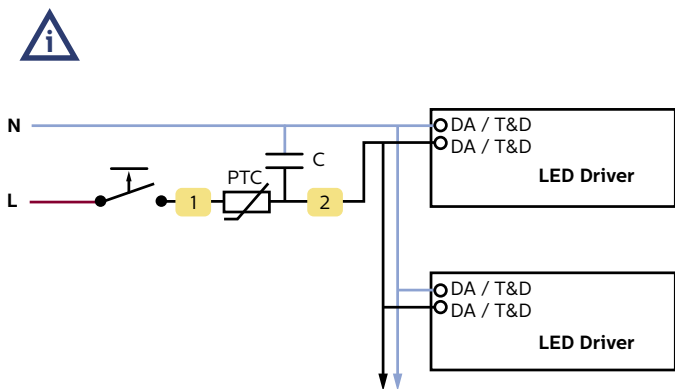 i
N
DA / T&D
DA / T&D
C
PTC
LED Driver
L
1
2
DA / T&D
DA / T&D
LED Driver